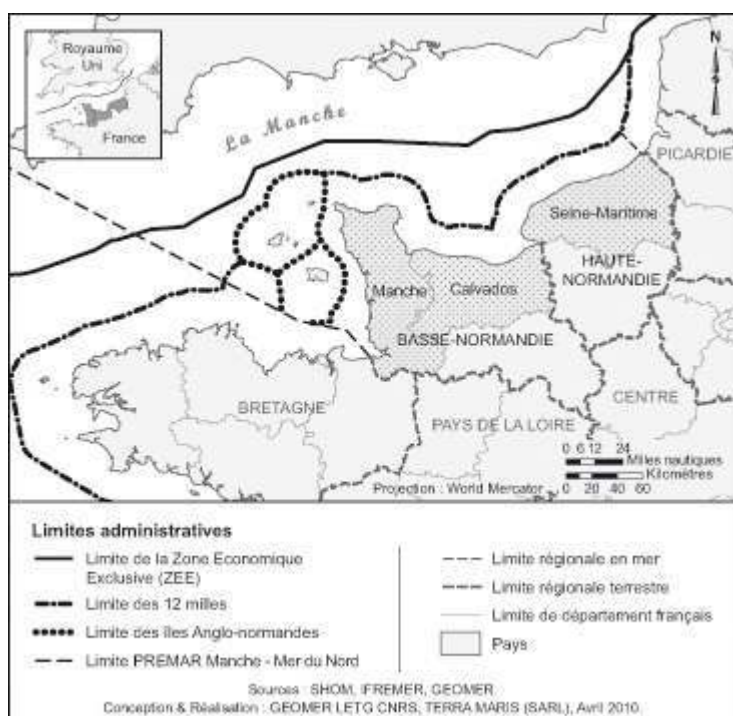 Royaume
Uni
France
La Manche
N
S
PICARDIE
Seine-Maritime
HAUTE-
NORMANDIE
Manche
Calvados
BASSE-NORMANDIE
BRETAGNE
PAYS DE LA LOIRE
CENTRE
0 6 12 24
Milles nautiques
Kilomètres
0 20 40 60
Projection : World Mercator
Limites administratives
Limite de la Zone Economique
Exclusive (ZEE)
Limite des 12 milles
Limite des îles Anglo-normandes
Limite PREMAR Manche - Mer du Nord
Limite régionale en mer
Limite régionale terrestre
Limite de département français
Pays
Sources : SHOM, IFREMER, GEOMER
Conception & Réalisation : GEOMER LETG CNRS, TERRA MARIS (SARL), Avril 2010.